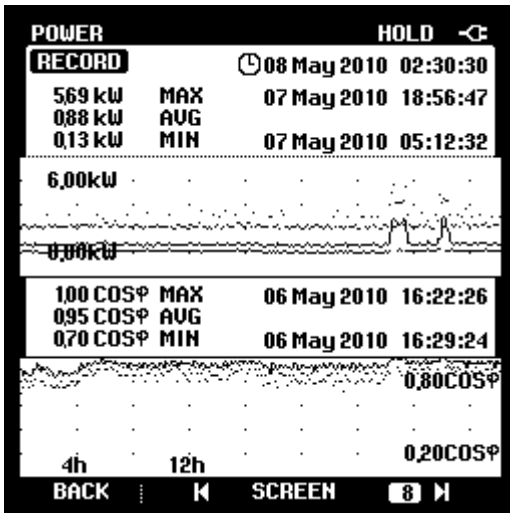 POWER HOLD
RECORD 08 May 2010 02:30:30
5,69 kW MAX 07 May 2010 18:56:47
0,88 kW AVG
0,13 kW MIN 07 May 2010 05:12:32
6,00kW
0,00kW
1,00 COSφ MAX 06 May 2010 16:22:26
0,95 COSφ AVG
0,70 COSφ MIN 06 May 2010 16:29:24
0,80COSφ
0,20COSφ
4h 12h
BACK SCREEN 8